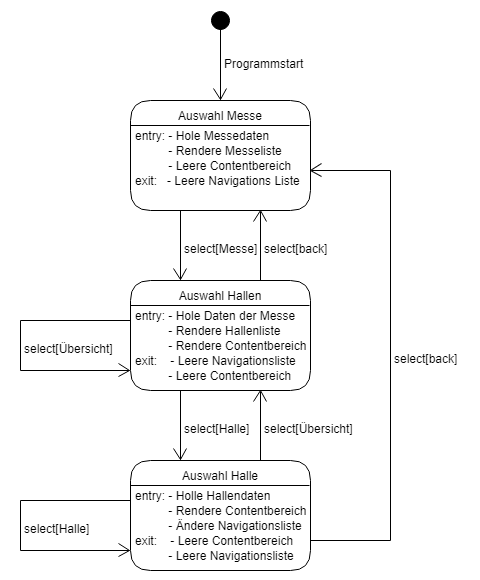 Programmstart
Auswahl Messe
entry: - Hole Messedaten
- Rendere Messeliste
- Leere Contentbereich
exit: - Leere Navigations Liste
select[Messe]
select[back]
Auswahl Hallen
entry: - Hole Daten der Messe
- Rendere Hallenliste
- Rendere Contentbereich
exit: - Leere Navigationsliste
- Leere Contentbereich
select[Übersicht]
select[back]
select[Halle]
select[Übersicht]
Auswahl Halle
entry: - Holle Hallendaten
- Rendere Contentbereich
- Ändere Navigationsliste
exit: - Leere Contentbereich
- Leere Navigationsliste
select[Halle]